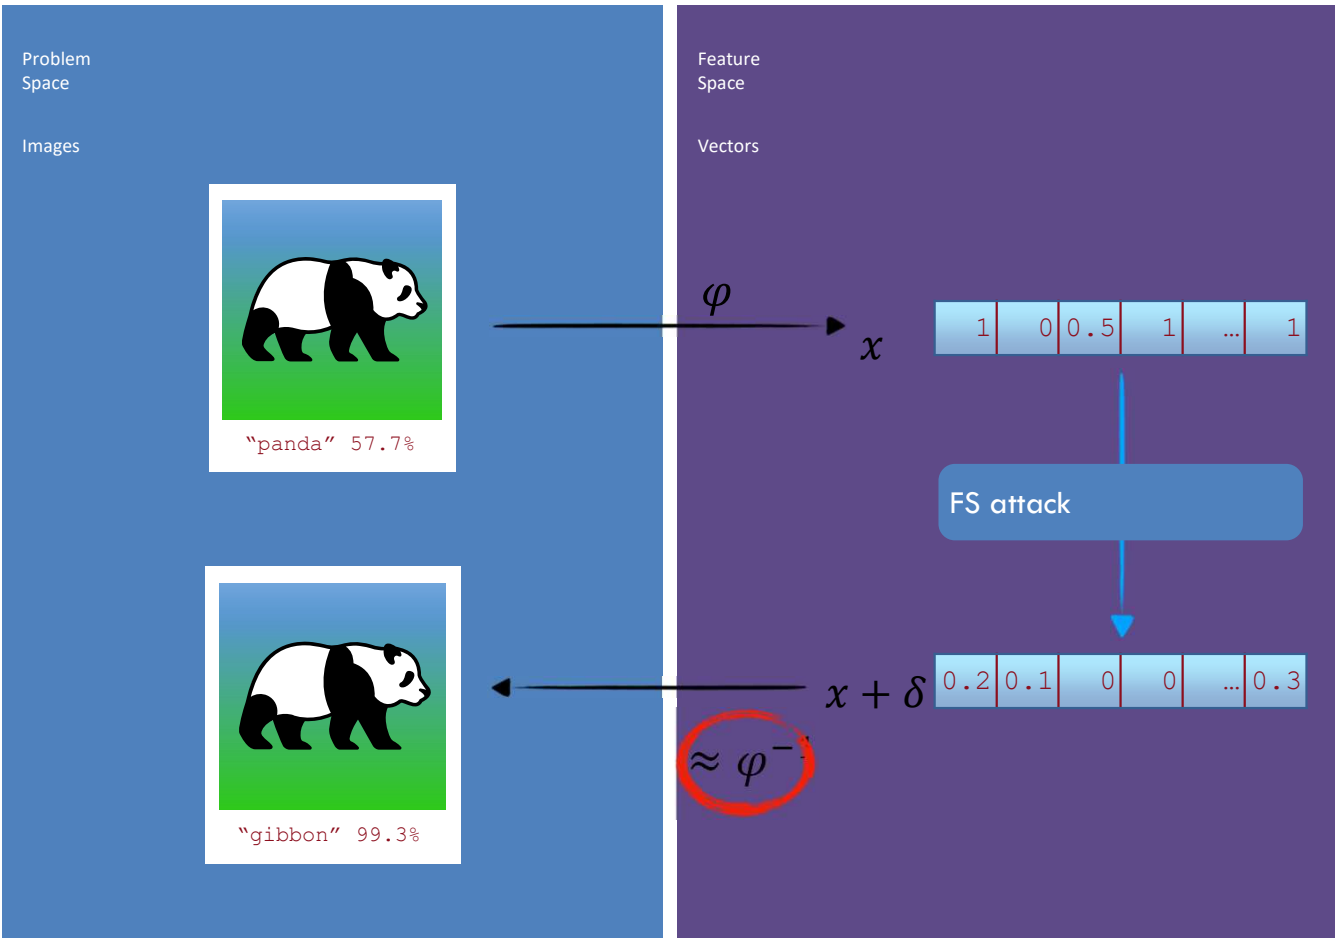 Problem
Space
Images
“panda” 57.7%
“gibbon” 99.3%
Feature
Space
Vectors
φ
x
1 0 0.5 1 … 1
FS attack
x + δ
0.2 0.1 0 0 … 0.3
≈ φ⁻¹